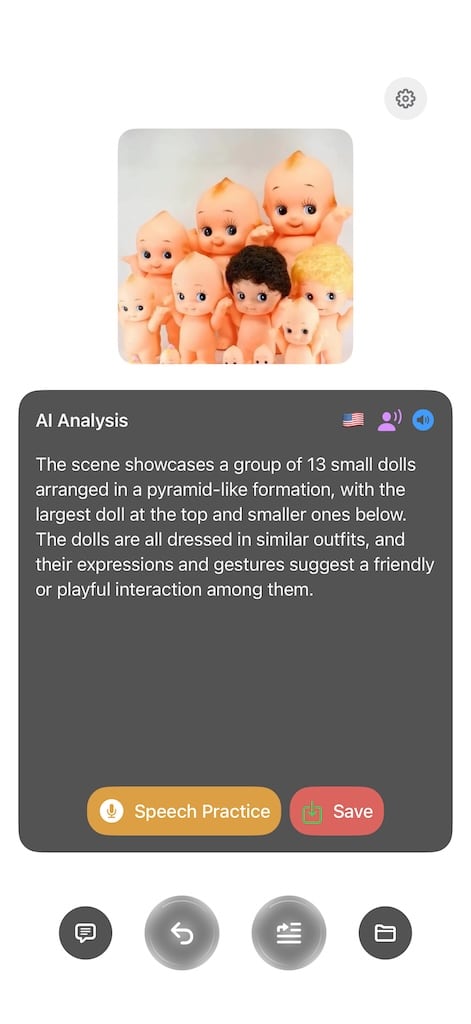 AI Analysis
The scene showcases a group of 13 small dolls
arranged in a pyramid-like formation, with the
largest doll at the top and smaller ones below.
The dolls are all dressed in similar outfits, and
their expressions and gestures suggest a friendly
or playful interaction among them.
Speech Practice
Save